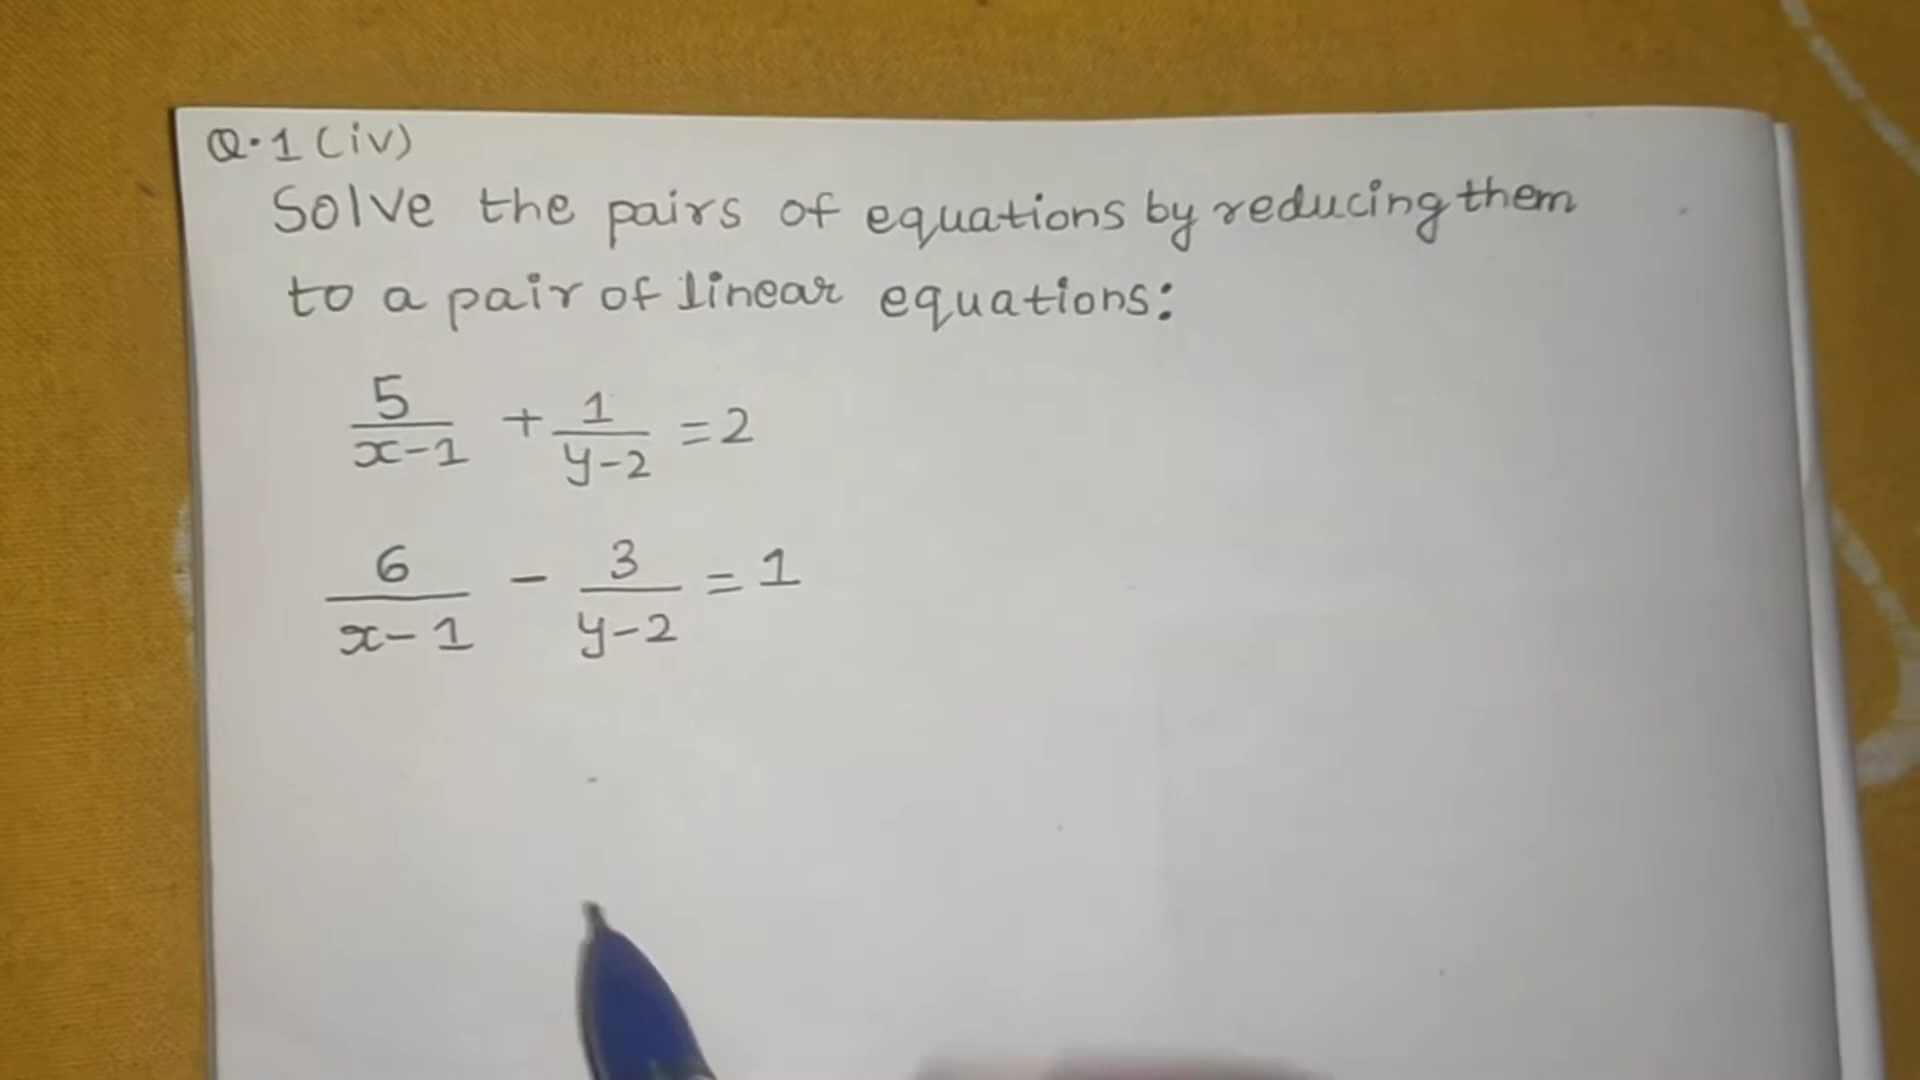 Q.1 (iv)
Solve the pairs of equations by reducing them
to a pair of linear equations:
5/(x-1) + 1/(y-2) = 2
6/(x-1) - 3/(y-2) = 1